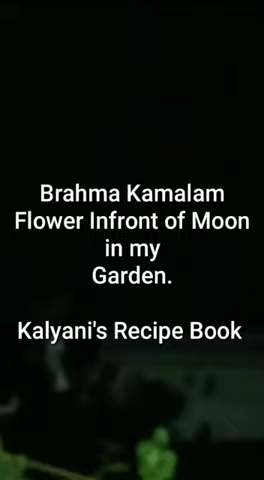 Brahma Kamalam
Flower Infront of Moon
in my
Garden.
Kalyani's Recipe Book